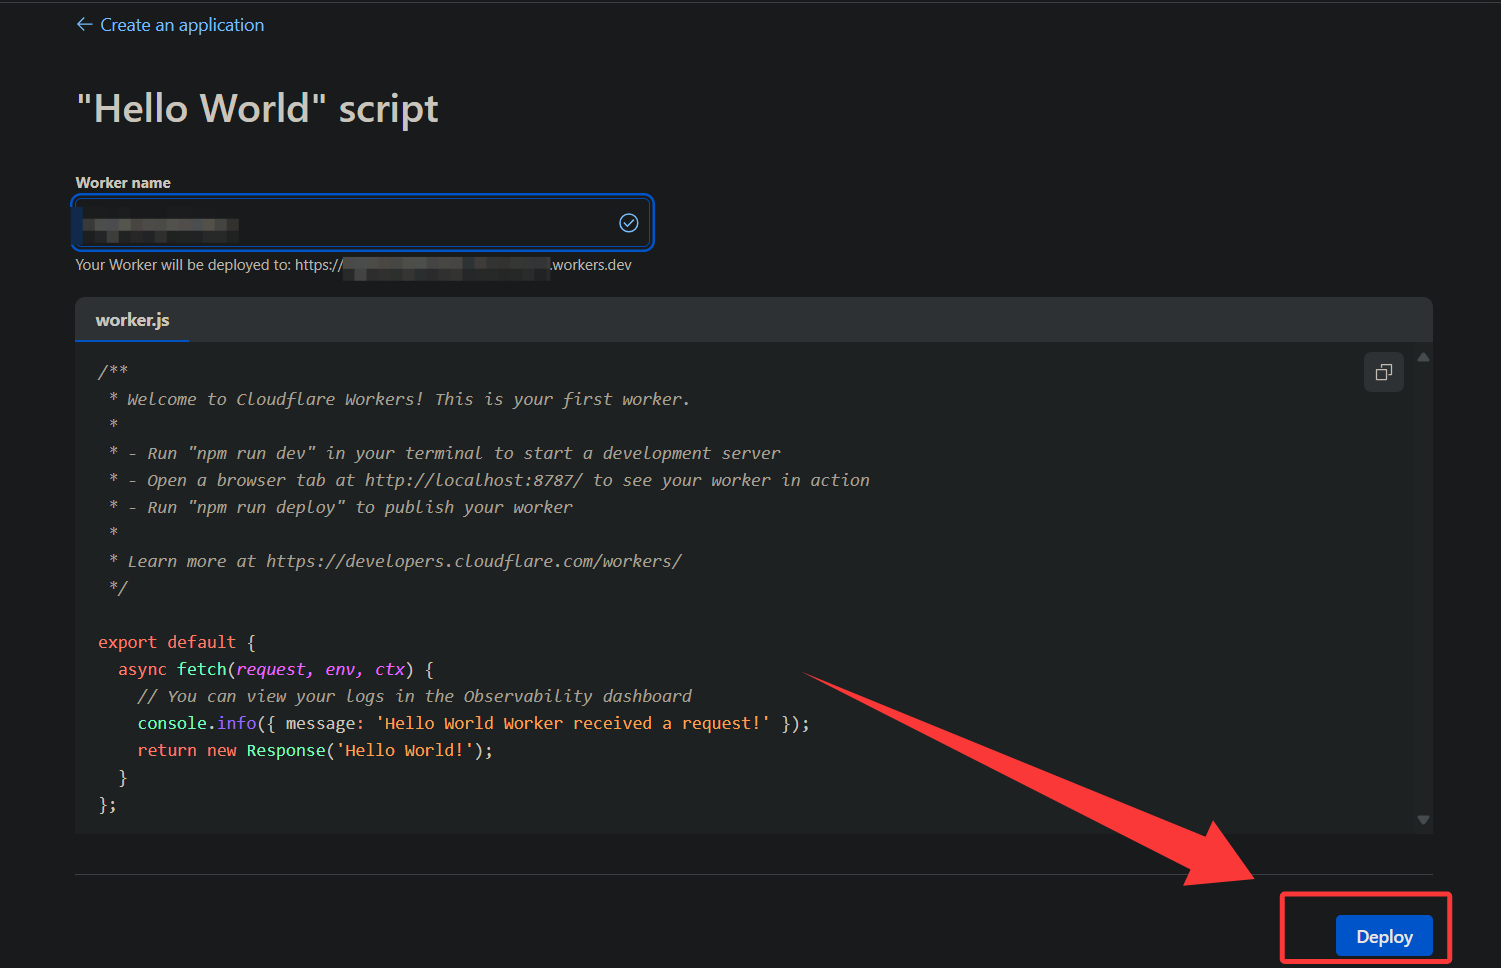 Create an application
"Hello World" script
Worker name
Your Worker will be deployed to: https:// .workers.dev
worker.js
/**
 * Welcome to Cloudflare Workers! This is your first worker.
 *
 * - Run "npm run dev" in your terminal to start a development server
 * - Open a browser tab at http://localhost:8787/ to see your worker in action
 * - Run "npm run deploy" to publish your worker
 *
 * Learn more at https://developers.cloudflare.com/workers/
 */
export default {
  async fetch(request, env, ctx) {
    // You can view your logs in the Observability dashboard
    console.info({ message: 'Hello World Worker received a request!' });
    return new Response('Hello World!');
  }
};
Deploy